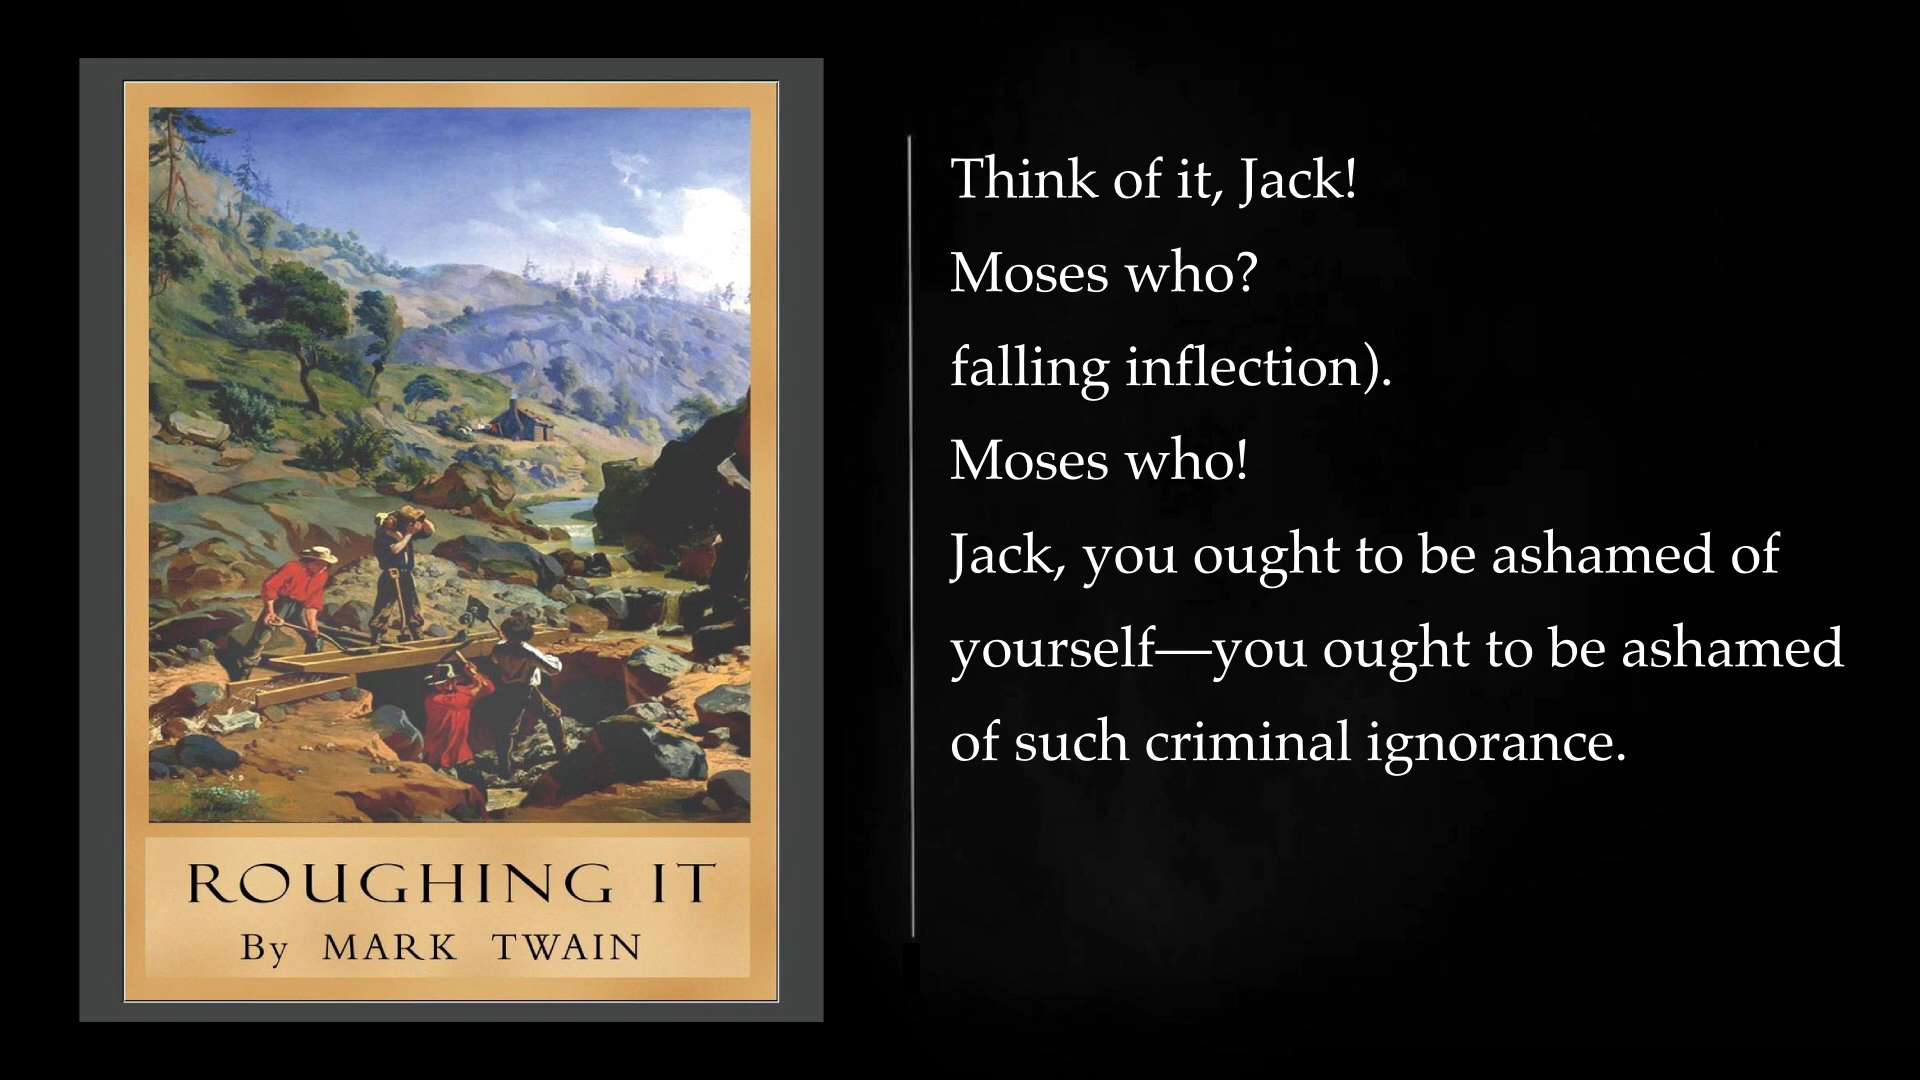 Think of it, Jack!
Moses who?
falling inflection).
Moses who!
Jack, you ought to be ashamed of
yourself—you ought to be ashamed
of such criminal ignorance.
ROUGHING IT
By MARK TWAIN